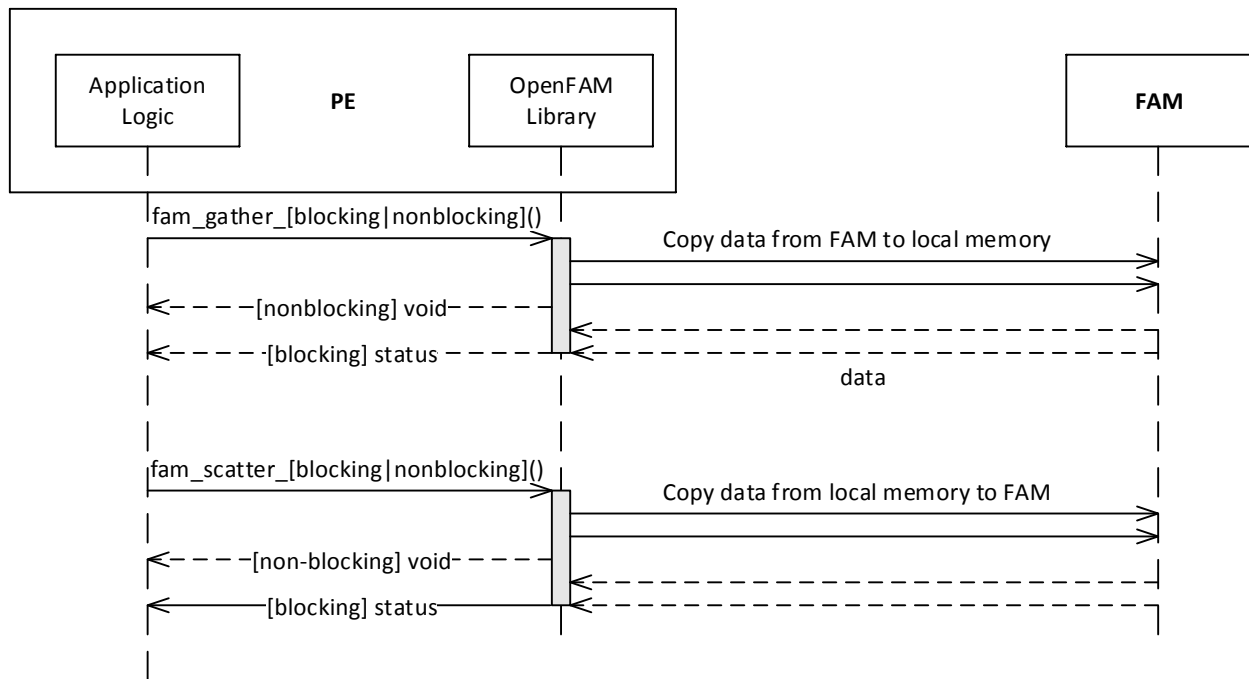 Application
Logic
PE
OpenFAM
Library
FAM
fam_gather_[blocking|nonblocking]()
Copy data from FAM to local memory
[nonblocking] void
[blocking] status
data
fam_scatter_[blocking|nonblocking]()
Copy data from local memory to FAM
[non-blocking] void
[blocking] status